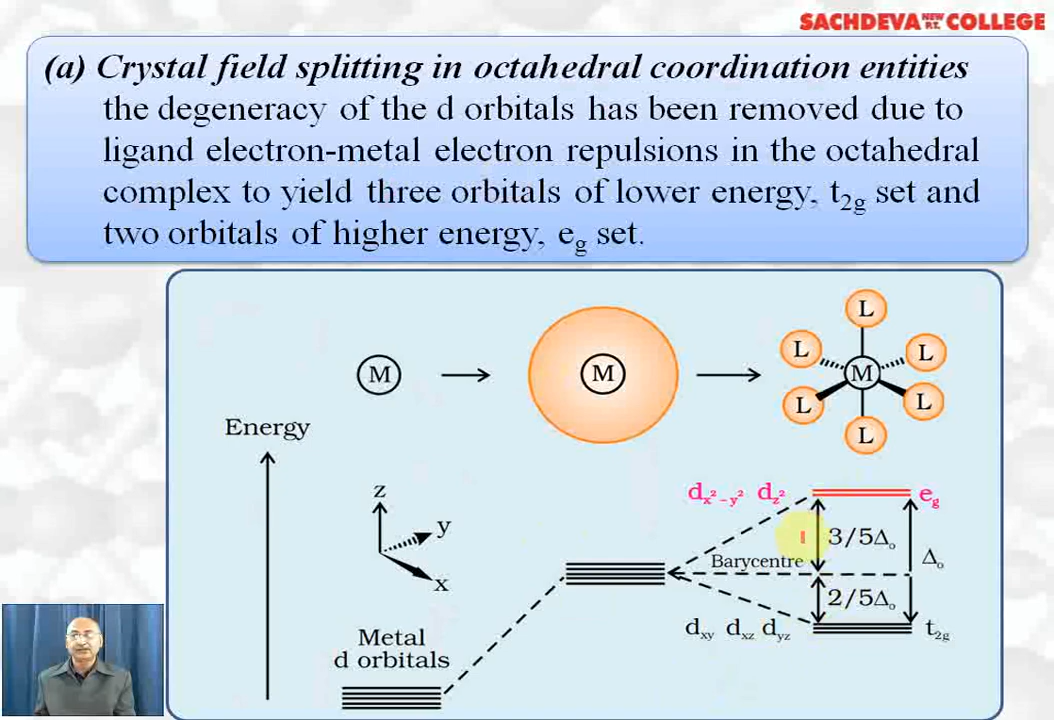 SACHDEVA NEW P.T. COLLEGE
(a) Crystal field splitting in octahedral coordination entities
the degeneracy of the d orbitals has been removed due to
ligand electron-metal electron repulsions in the octahedral
complex to yield three orbitals of lower energy, t2g set and
two orbitals of higher energy, eg set.
L
L L
M M M
L L
L
Energy
z
y
x
dx²−y² dz² eg
3/5Δo
Barycentre Δo
2/5Δo
dxy dxz dyz t2g
Metal
d orbitals